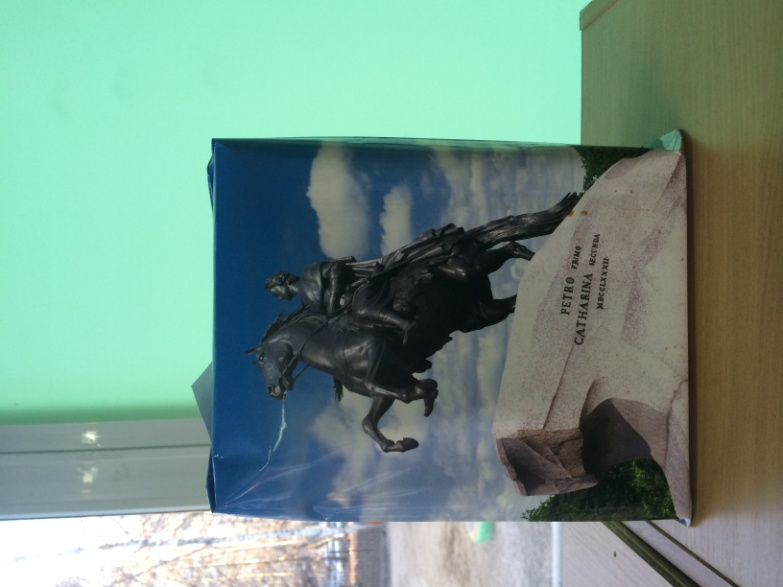 PETRO PRIMO
CATHARINA SECUNDA
MDCCLXXXII